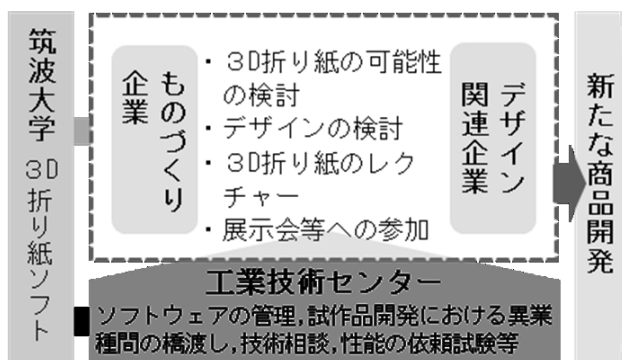 筑波大学
3D折り紙ソフト
ものづくり
企業
・3D折り紙の可能性
の検討
・デザインの検討
・3D折り紙のレク
チャー
・展示会等への参加
デザイン
関連企業
新たな商品開発
工業技術センター
ソフトウェアの管理,試作品開発における異業
種間の橋渡し,技術相談,性能の依頼試験等